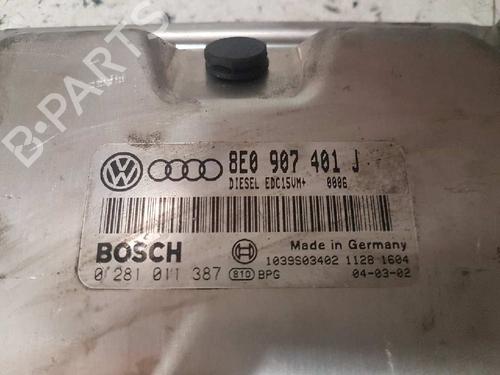 B-PARTS
8E0 907 401 J
DIESEL EDC15VM+ 0006
BOSCH
Made in Germany
0 281 011 387
810 BPG
1039S03402 1128 1604
04-03-02